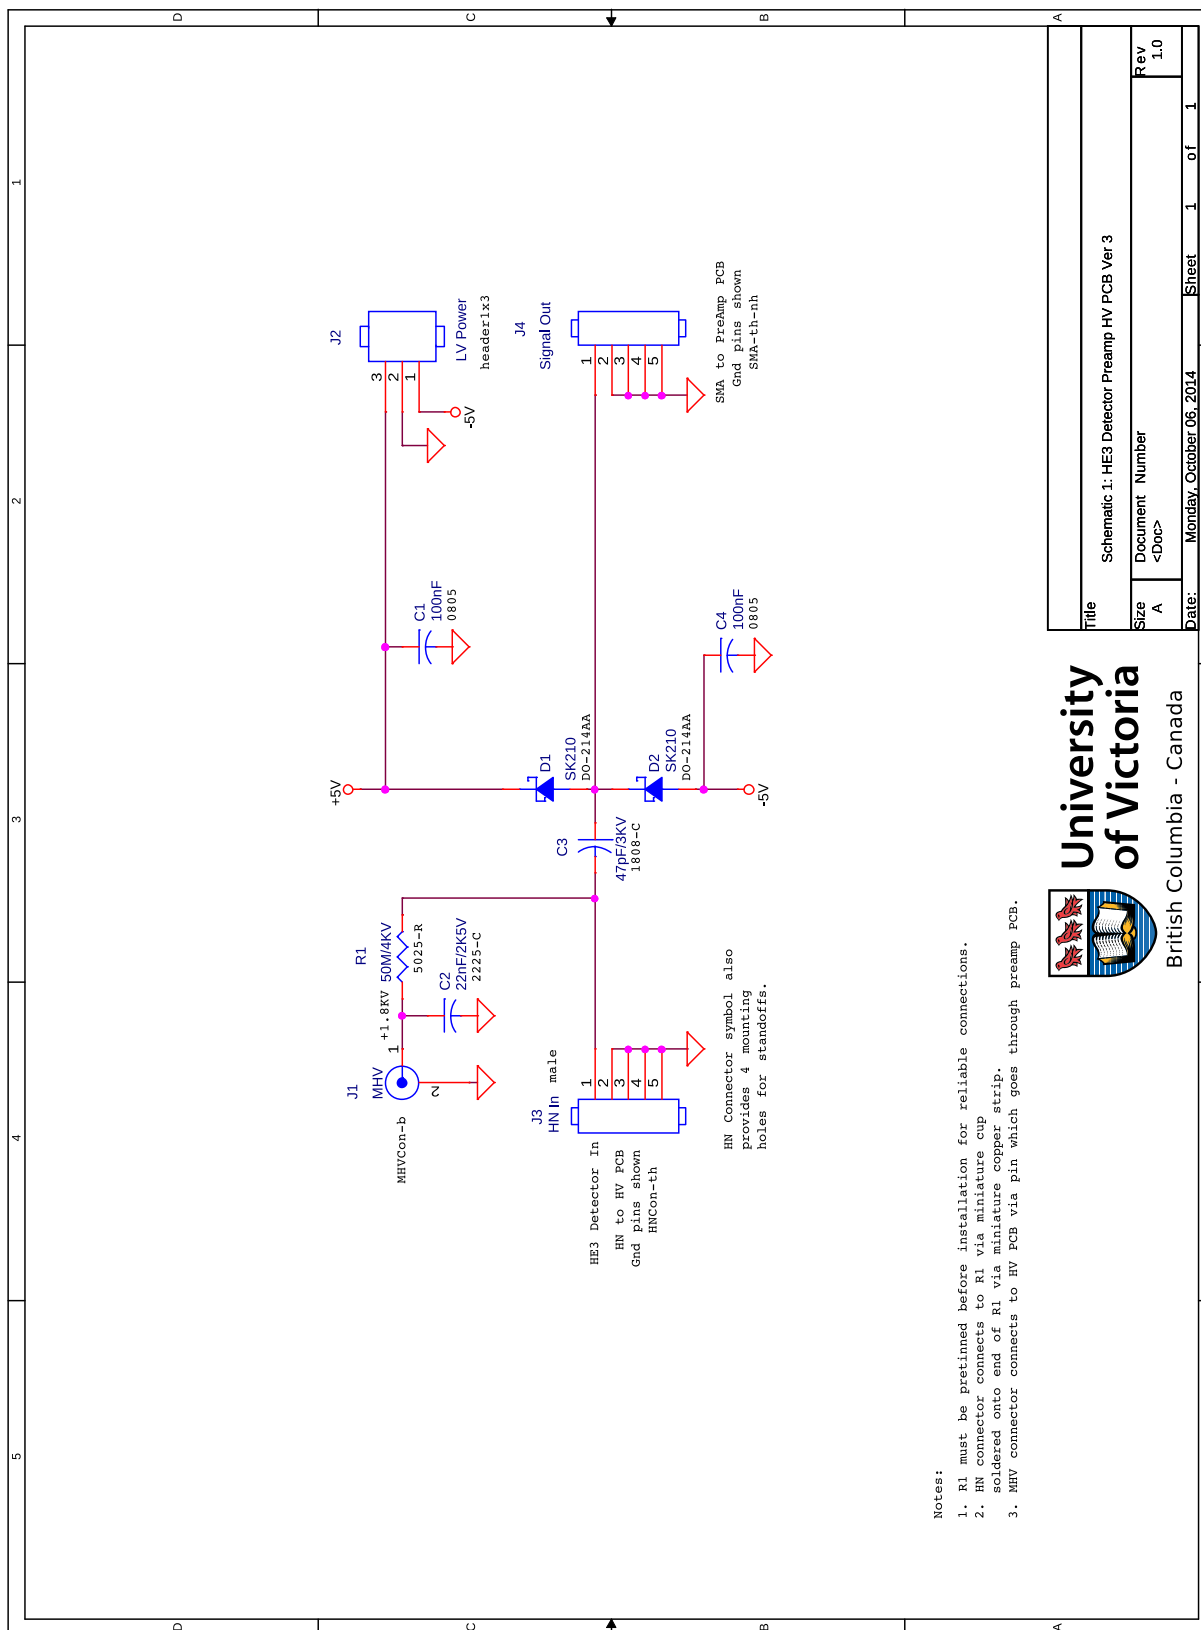 5
4
3
2
1
D
D
C
C
B
B
A
A
J1
MHV
MHVCon-b
1
2
+1.8KV
R1
50M/4KV
5025-R
C2
22nF/2K5V
2225-C
+5V
C1
100nF
0805
J2
3
2
1
LV Power
header1x3
-5V
D1
SK210
DO-214AA
C3
47pF/3KV
1808-C
D2
SK210
DO-214AA
-5V
C4
100nF
0805
J4
Signal Out
1
2
3
4
5
SMA to PreAmp PCB
Gnd pins shown
SMA-th-nh
J3
HN In male
1
2
3
4
5
HE3 Detector In
HN to HV PCB
Gnd pins shown
HNCon-th
HN Connector symbol also
provides 4 mounting
holes for standoffs.
Notes:
1. R1 must be pretinned before installation for reliable connections.
2. HN connector connects to R1 via miniature cup
soldered onto end of R1 via miniature copper strip.
3. MHV connector connects to HV PCB via pin which goes through preamp PCB.
University
of Victoria
British Columbia - Canada
Title
Schematic 1: HE3 Detector Preamp HV PCB Ver 3
Size
A
Document Number
<Doc>
Rev
1.0
Date:
Monday, October 06, 2014
Sheet
1
of
1